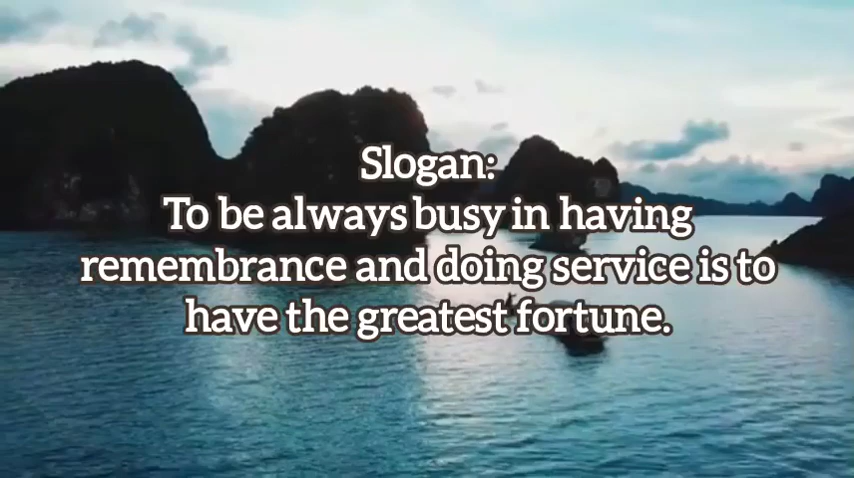 Slogan:
To be always busy in having
remembrance and doing service is to
have the greatest fortune.